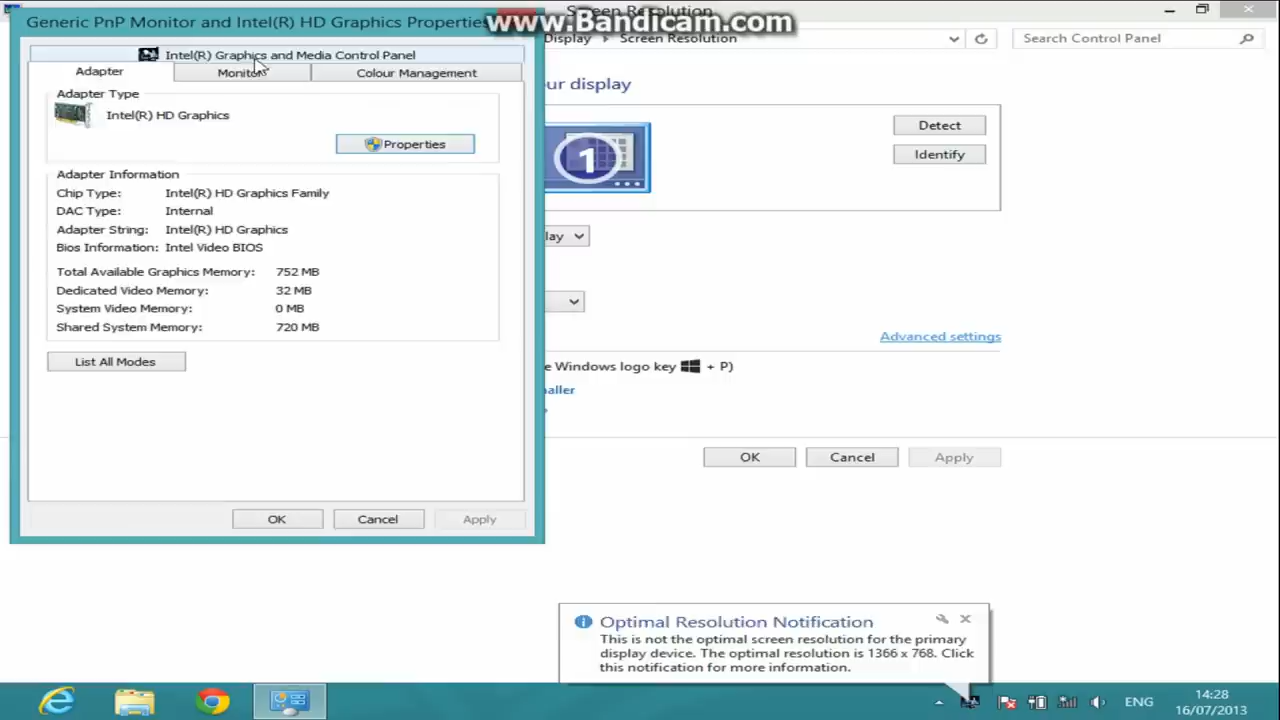 Generic PnP Monitor and Intel(R) HD Graphics Properties
www.Bandicam.com
Screen Resolution
Intel(R) Graphics and Media Control Panel
Adapter
Monitor
Colour Management
Adapter Type
Intel(R) HD Graphics
Properties
Adapter Information
Chip Type: Intel(R) HD Graphics Family
DAC Type: Internal
Adapter String: Intel(R) HD Graphics
Bios Information: Intel Video BIOS
Total Available Graphics Memory: 752 MB
Dedicated Video Memory: 32 MB
System Video Memory: 0 MB
Shared System Memory: 720 MB
List All Modes
OK
Cancel
Apply
Display
Screen Resolution
Search Control Panel
ur display
1
Detect
Identify
lay
Advanced settings
e Windows logo key + P)
aller
OK
Cancel
Apply
Optimal Resolution Notification
This is not the optimal screen resolution for the primary
display device. The optimal resolution is 1366 x 768. Click
this notification for more information.
ENG
14:28
16/07/2013